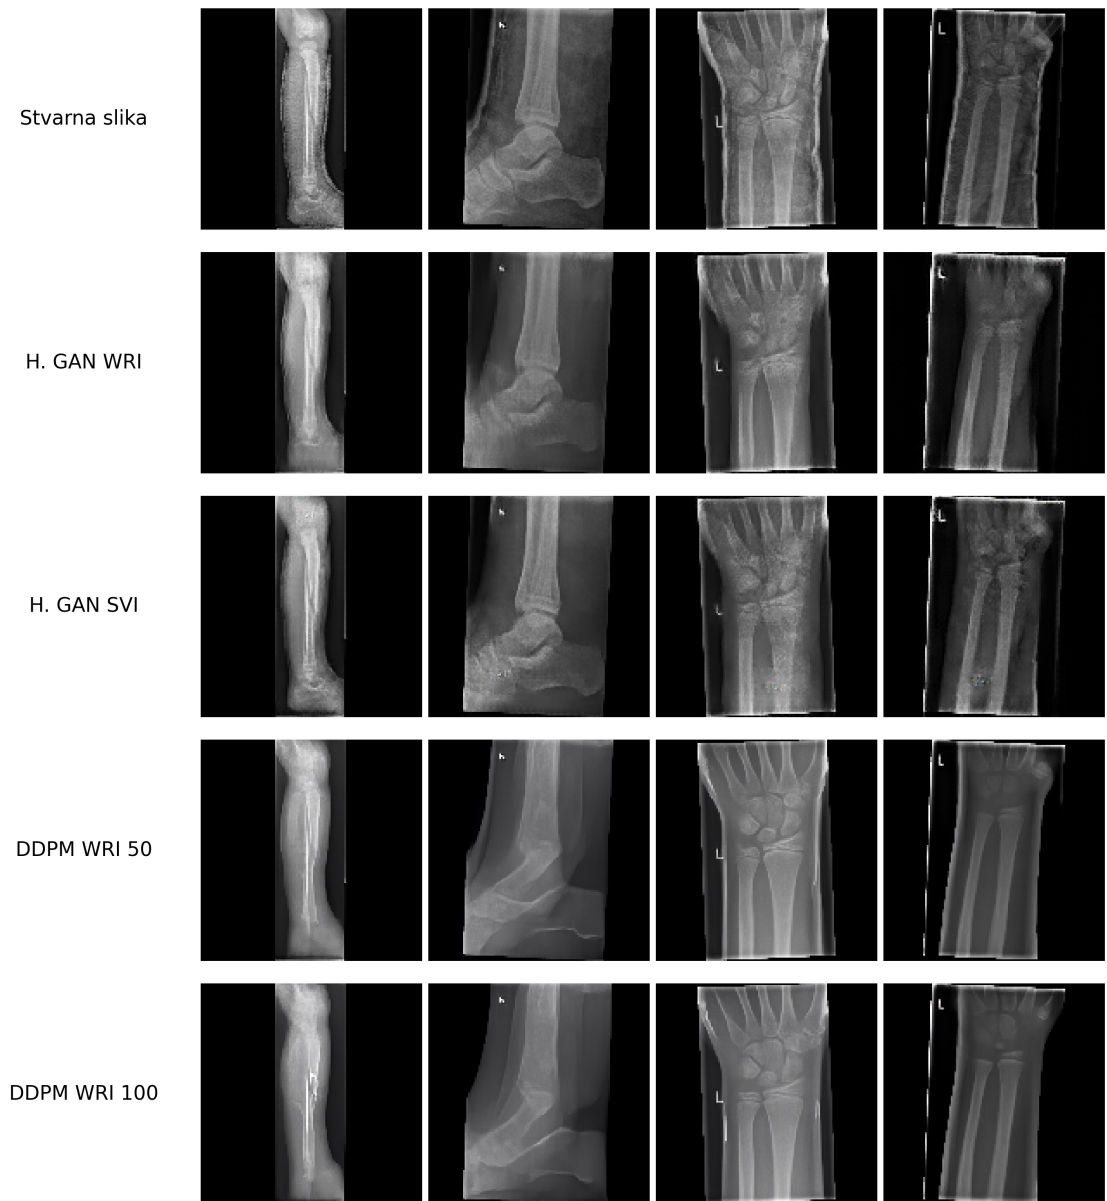 Stvarna slika
h
L
L
H. GAN WRI
h
L
L
H. GAN SVI
h
L
L
DDPM WRI 50
h
L
L
DDPM WRI 100
h
L
L